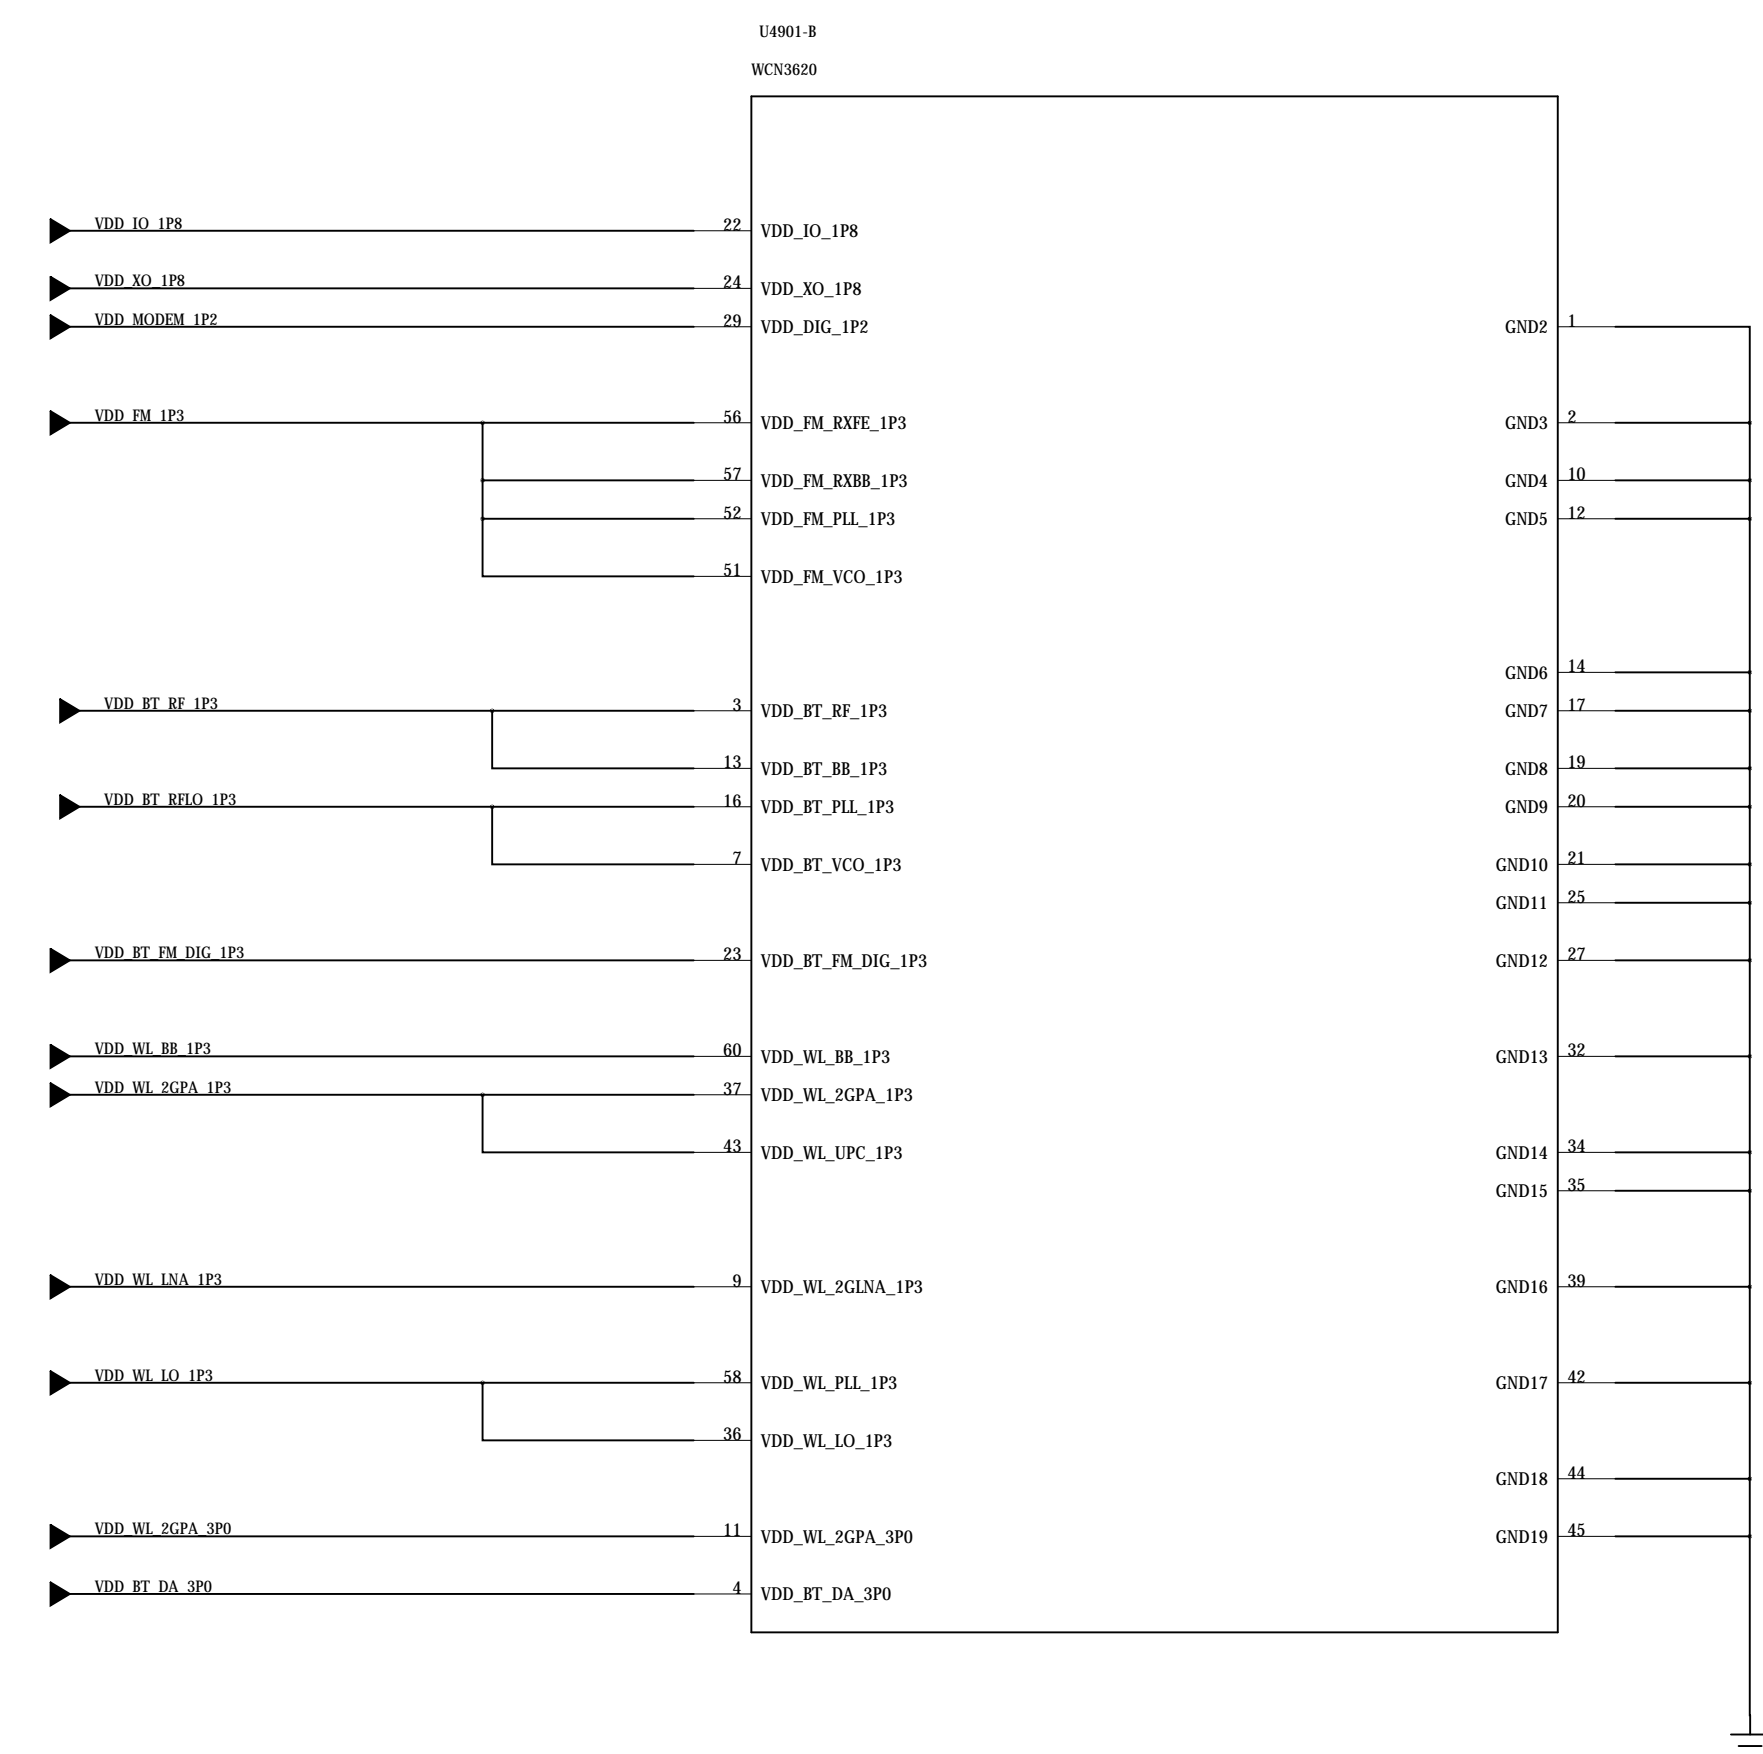 U4901-B
WCN3620
VDD_IO_1P8 22 VDD_IO_1P8
VDD_XO_1P8 24 VDD_XO_1P8
VDD_MODEM_1P2 29 VDD_DIG_1P2 GND2 1
VDD_FM_1P3 56 VDD_FM_RXFE_1P3 GND3 2
57 VDD_FM_RXBB_1P3 GND4 10
52 VDD_FM_PLL_1P3 GND5 12
51 VDD_FM_VCO_1P3
GND6 14
VDD_BT_RF_1P3 3 VDD_BT_RF_1P3 GND7 17
13 VDD_BT_BB_1P3 GND8 19
VDD_BT_RFLO_1P3 16 VDD_BT_PLL_1P3 GND9 20
7 VDD_BT_VCO_1P3 GND10 21
GND11 25
VDD_BT_FM_DIG_1P3 23 VDD_BT_FM_DIG_1P3 GND12 27
VDD_WL_BB_1P3 60 VDD_WL_BB_1P3 GND13 32
VDD_WL_2GPA_1P3 37 VDD_WL_2GPA_1P3
43 VDD_WL_UPC_1P3 GND14 34
GND15 35
VDD_WL_LNA_1P3 9 VDD_WL_2GLNA_1P3 GND16 39
VDD_WL_LO_1P3 58 VDD_WL_PLL_1P3 GND17 42
36 VDD_WL_LO_1P3
GND18 44
VDD_WL_2GPA_3P0 11 VDD_WL_2GPA_3P0 GND19 45
VDD_BT_DA_3P0 4 VDD_BT_DA_3P0